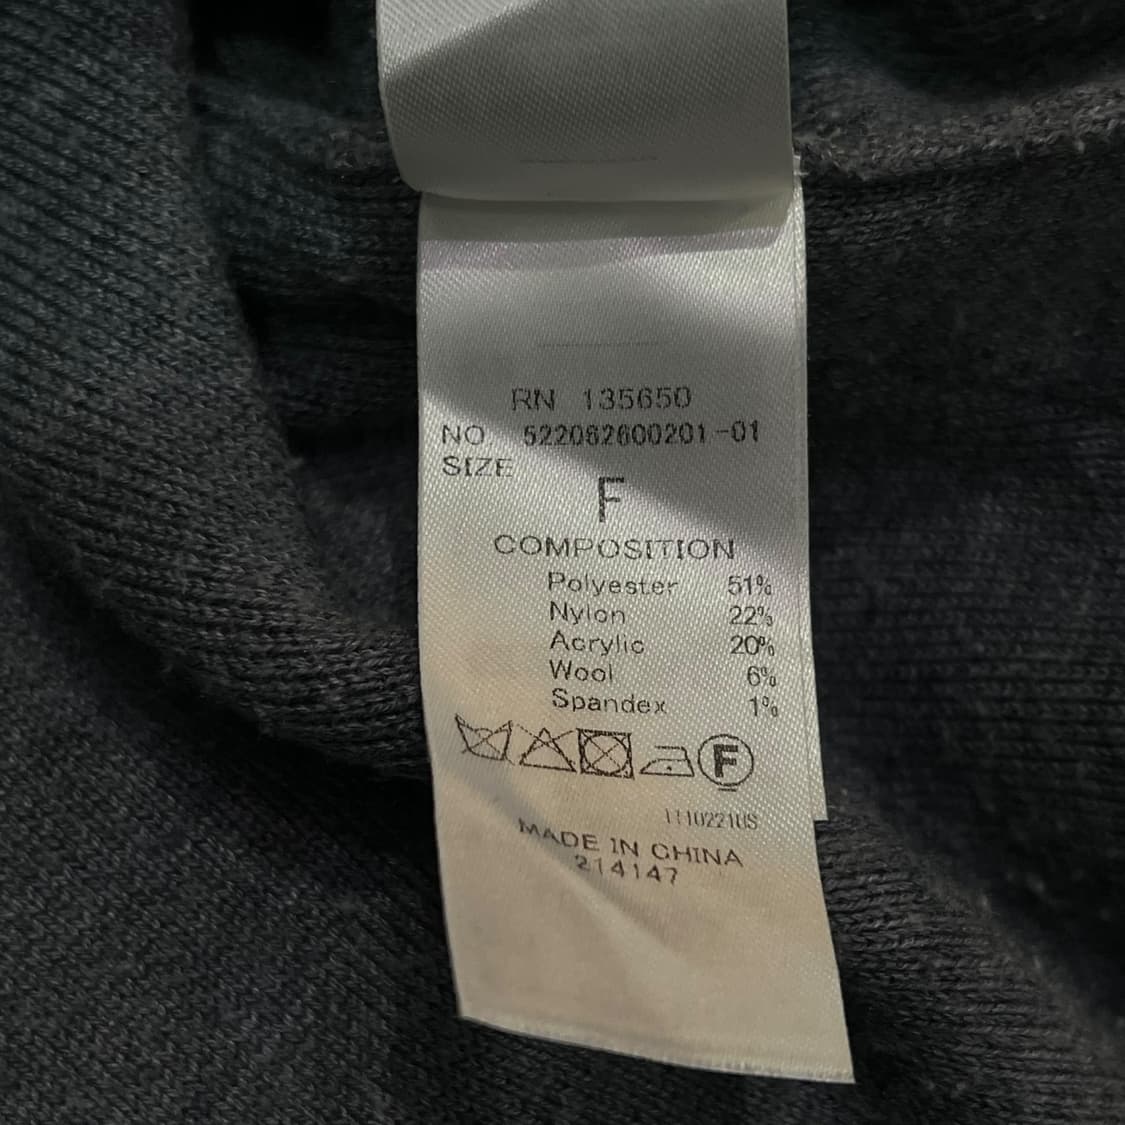 RN 135650
NO. 522062600201-01
SIZE
F
COMPOSITION
Polyester 51%
Nylon 22%
Acrylic 20%
Wool 6%
Spandex 1%
F
1110221US
MADE IN CHINA
214147